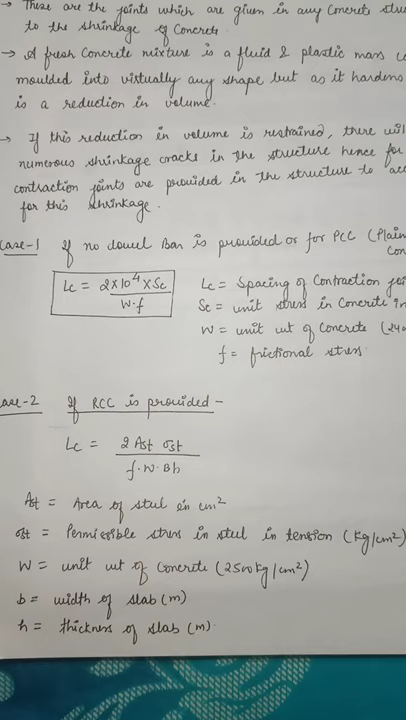 → These are the joints which are given in any Concrete
to the shrinkage of Concrete.
→ A fresh Concrete mixture is a fluid & plastic mass
moulded into virtually any shape but as it hardens
is a reduction in volume.
→ If this reduction in volume is restrained, there
numerous shrinkage cracks in the structure hence for
contraction joints are provided in the structure to
for this shrinkage.
Case-1 If no dowel Bar is provided or for PCC (Plain
Lc = 2×10⁴ × Sc / W·f
Lc = Spacing of Contraction
Sc = unit stress in Concrete in
W = unit wt of Concrete (240
f = frictional stress
Case-2 If RCC is provided -
Lc = 2 Ast σst / f·W·Bh
Ast = Area of steel in cm²
σst = Permissible stress in steel in tension (Kg/cm²)
W = unit wt of Concrete (2500kg/cm²)
b = width of slab (m)
h = thickness of slab (m).